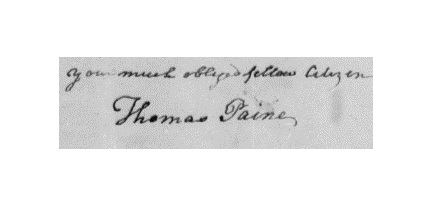 your much obliged fellow Citizen
Thomas Paine